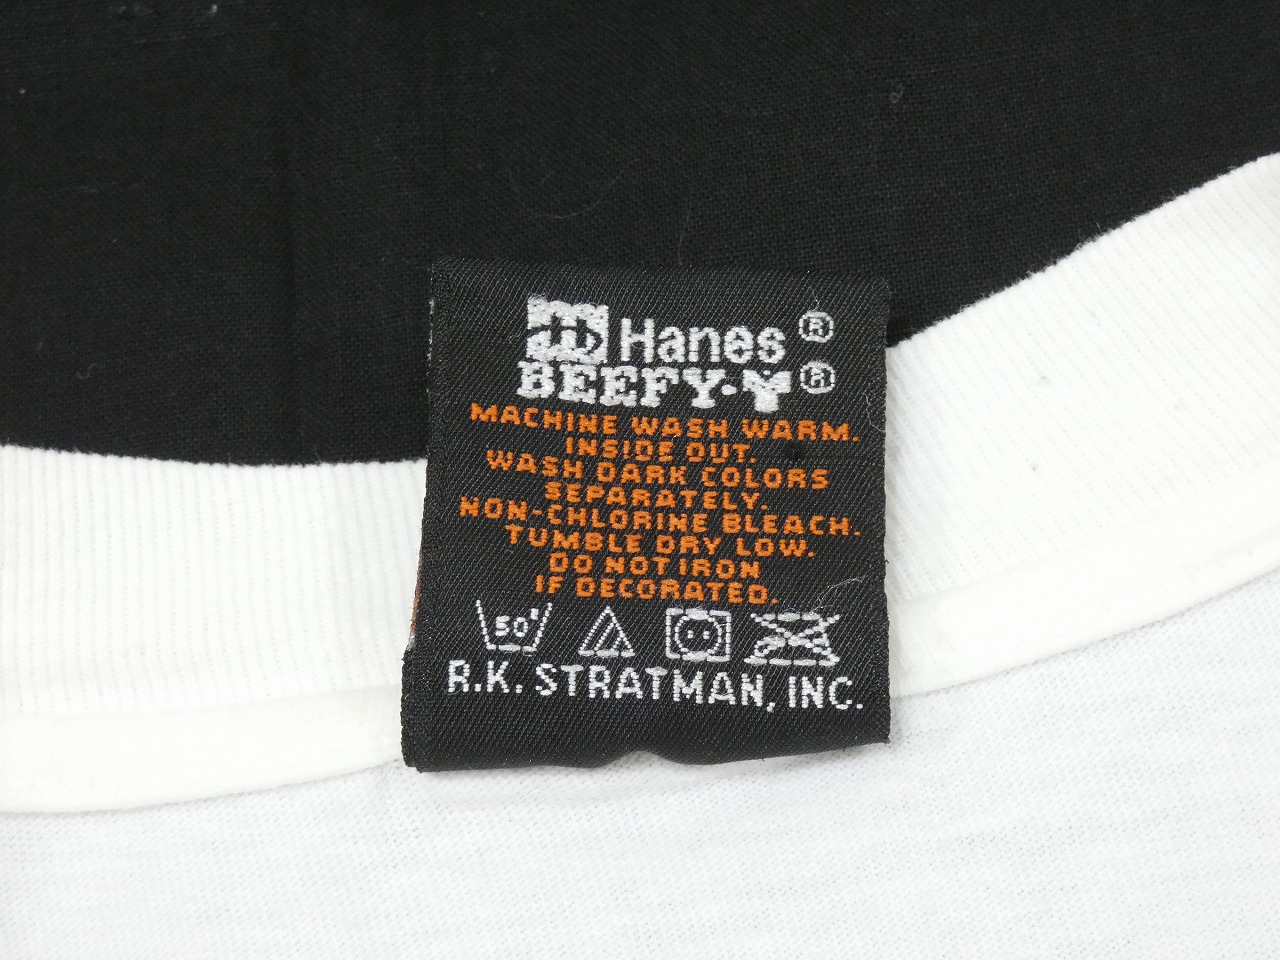 Hanes®
BEEFY-T®
MACHINE WASH WARM.
INSIDE OUT.
WASH DARK COLORS
SEPARATELY.
NON-CHLORINE BLEACH.
TUMBLE DRY LOW.
DO NOT IRON
IF DECORATED.
50°
R.K. STRATMAN, INC.